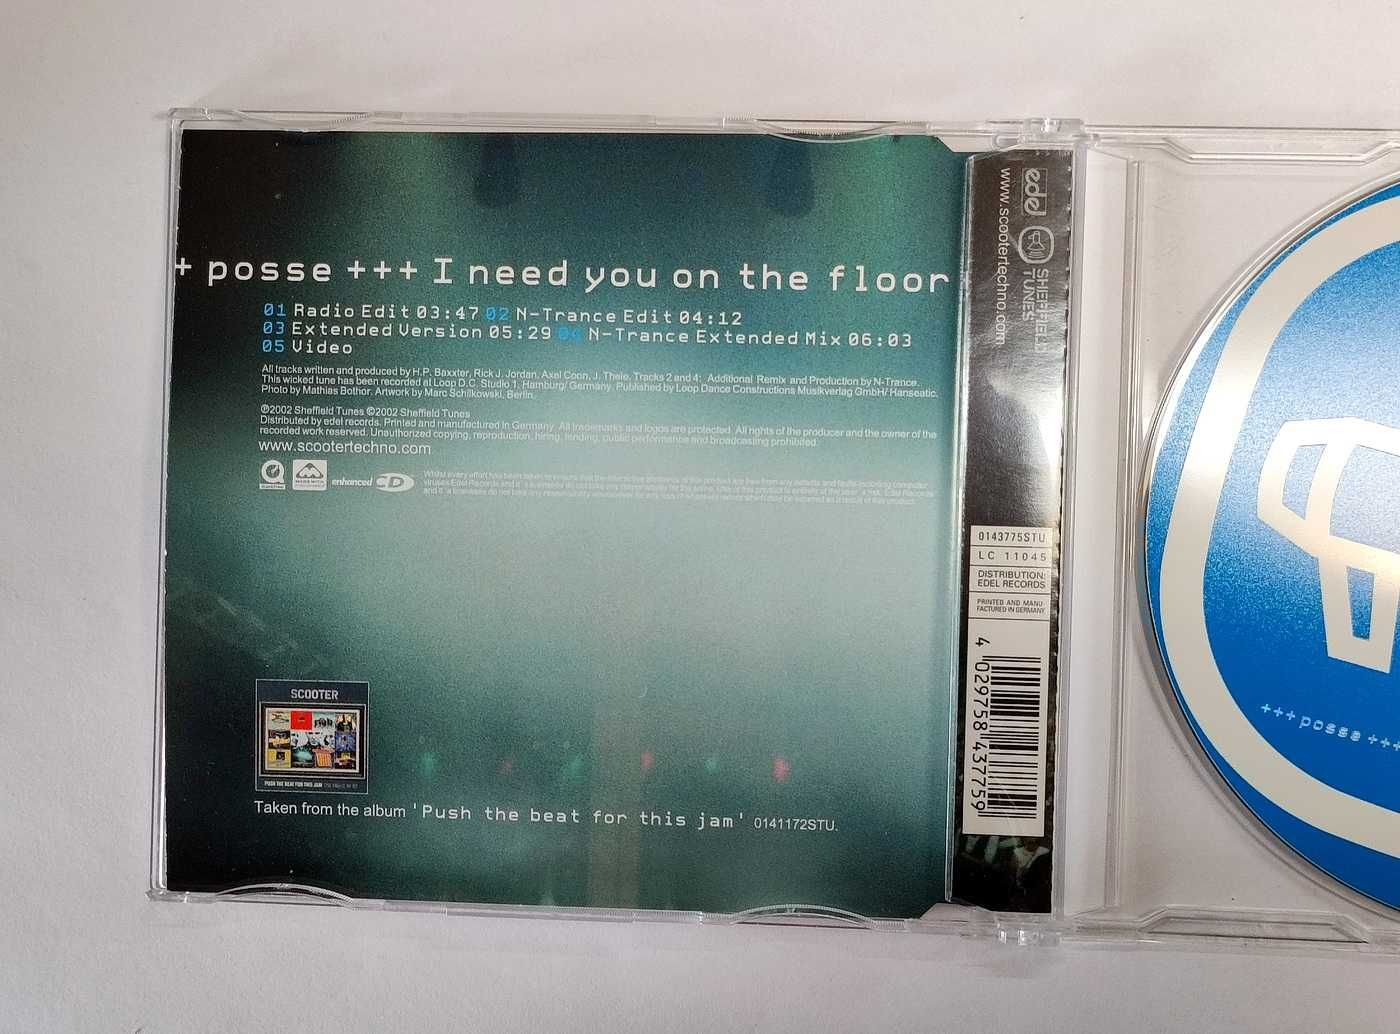 + posse +++ I need you on the floor
01 Radio Edit 03:47 02 N-Trance Edit 04:12
03 Extended Version 05:29 04 N-Trance Extended Mix 06:03
05 Video
All tracks written and produced by H.P. Baxxter, Rick J. Jordan, Axel Coon, J. Thele. Tracks 2 and 4: Additional Remix and Production by N-Trance.
This wicked tune has been recorded at Loop D.C. Studio 1, Hamburg/ Germany. Published by Loop Dance Constructions Musikverlag GmbH/ Hanseatic.
Photo by Mathias Bothor. Artwork by Marc Schilkowski, Berlin.
℗2002 Sheffield Tunes ©2002 Sheffield Tunes
Distributed by edel records. Printed and manufactured in Germany. All trademarks and logos are protected. All rights of the producer and the owner of the
recorded work reserved. Unauthorized copying, reproduction, hiring, lending, public performance and broadcasting prohibited.
www.scootertechno.com
enhanced CD
SCOOTER
PUSH THE BEAT FOR THIS JAM
Taken from the album 'Push the beat for this jam' 0141172STU.
edel
SHEFFIELD
TUNES
www.scootertechno.com
0143775STU
LC 11045
DISTRIBUTION:
EDEL RECORDS
PRINTED AND MANU-
FACTURED IN GERMANY
4 029758 437759
+++ posse +++